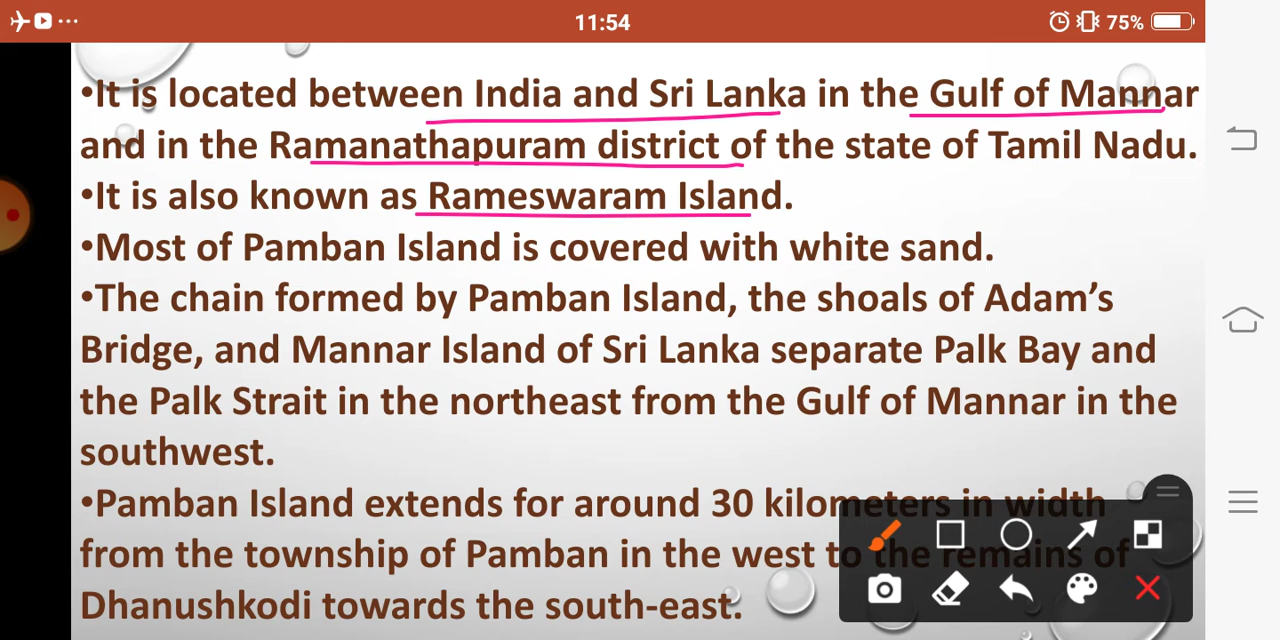 11:54
75%
•It is located between India and Sri Lanka in the Gulf of Mannar
and in the Ramanathapuram district of the state of Tamil Nadu.
•It is also known as Rameswaram Island.
•Most of Pamban Island is covered with white sand.
•The chain formed by Pamban Island, the shoals of Adam's
Bridge, and Mannar Island of Sri Lanka separate Palk Bay and
the Palk Strait in the northeast from the Gulf of Mannar in the
southwest.
•Pamban Island extends for around 30 kilometers in width
from the township of Pamban in the west to the remains of
Dhanushkodi towards the south-east.